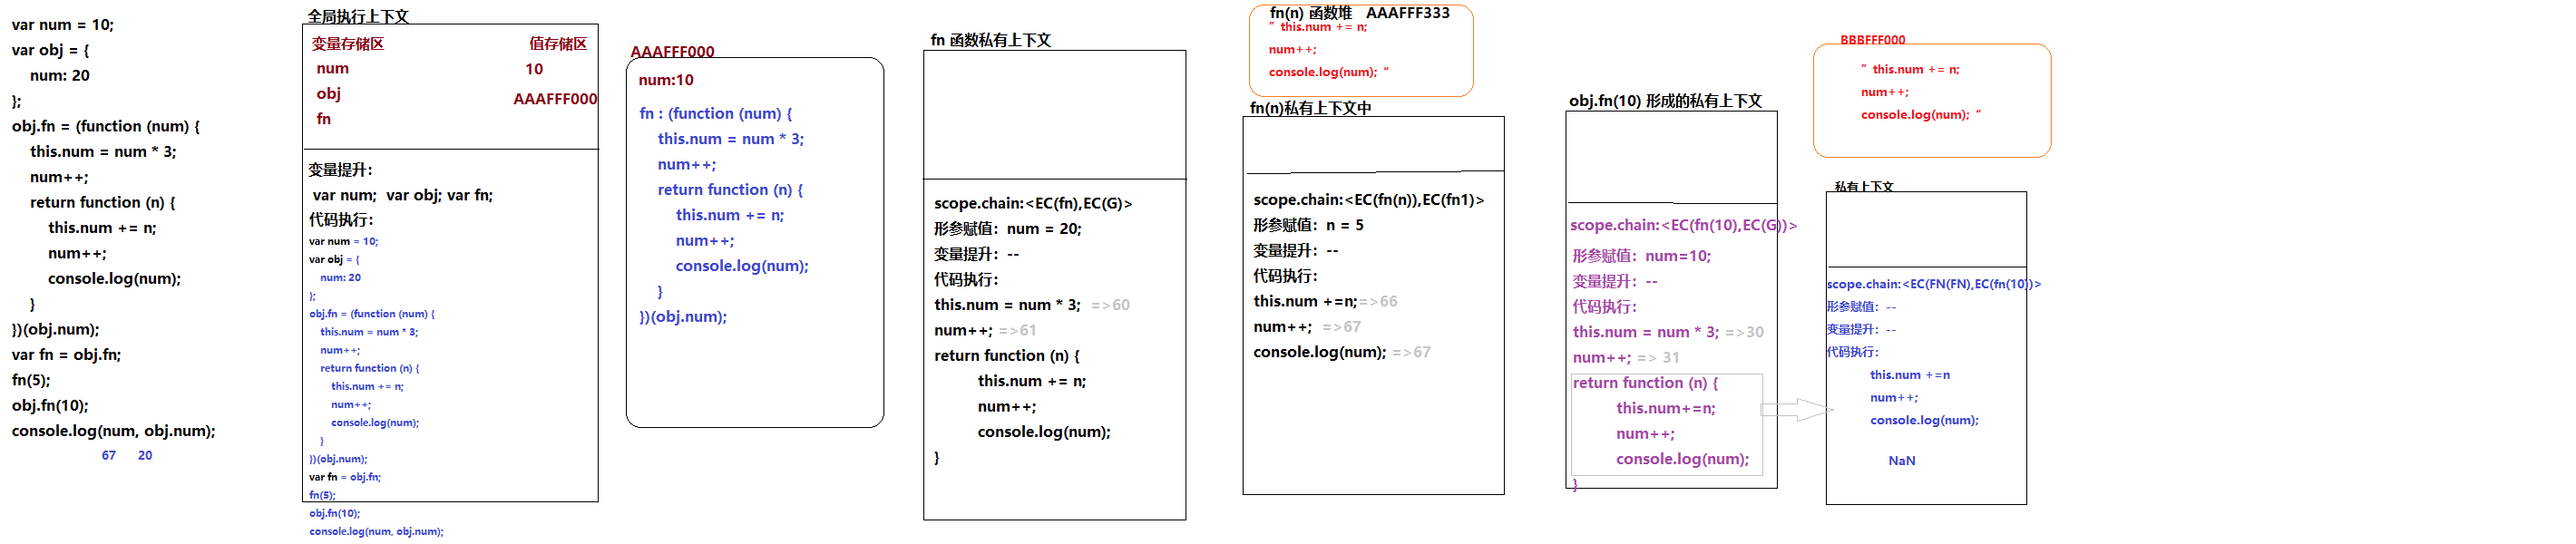 var num = 10;
var obj = {
num: 20
};
obj.fn = (function (num) {
this.num = num * 3;
num++;
return function (n) {
this.num += n;
num++;
console.log(num);
}
})(obj.num);
var fn = obj.fn;
fn(5);
obj.fn(10);
console.log(num, obj.num);
67 20
全局执行上下文
变量存储区 值存储区
num 10
obj AAAFFF000
fn
变量提升：
var num; var obj; var fn;
代码执行：
var num = 10;
var obj = {
num: 20
};
obj.fn = (function (num) {
this.num = num * 3;
num++;
return function (n) {
this.num += n;
num++;
console.log(num);
}
})(obj.num);
var fn = obj.fn;
fn(5);
obj.fn(10);
console.log(num, obj.num);
AAAFFF000
num:10
fn : (function (num) {
this.num = num * 3;
num++;
return function (n) {
this.num += n;
num++;
console.log(num);
}
})(obj.num);
fn 函数私有上下文
scope.chain:<EC(fn),EC(G)>
形参赋值：num = 20;
变量提升：--
代码执行：
this.num = num * 3; =>60
num++; =>61
return function (n) {
this.num += n;
num++;
console.log(num);
}
fn(n) 函数堆 AAAFFF333
” this.num += n;
num++;
console.log(num); “
fn(n)私有上下文中
scope.chain:<EC(fn(n)),EC(fn1)>
形参赋值：n = 5
变量提升：--
代码执行：
this.num +=n;=>66
num++; =>67
console.log(num); =>67
obj.fn(10) 形成的私有上下文
scope.chain:<EC(fn(10),EC(G))>
形参赋值：num=10;
变量提升：--
代码执行：
this.num = num * 3; =>30
num++; => 31
return function (n) {
this.num+=n;
num++;
console.log(num);
}
BBBFFF000
” this.num += n;
num++;
console.log(num); “
私有上下文
scope.chain:<EC(FN(FN),EC(fn(10))>
形参赋值：--
变量提升：--
代码执行：
this.num +=n
num++;
console.log(num);
NaN